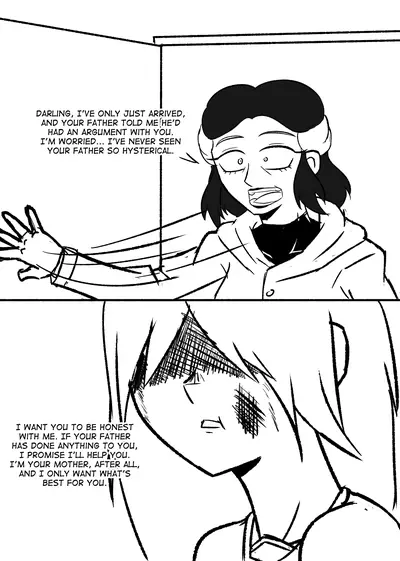 DARLING, I'VE ONLY JUST ARRIVED,
AND YOUR FATHER TOLD ME HE'D
HAD AN ARGUMENT WITH YOU.
I'M WORRIED... I'VE NEVER SEEN
YOUR FATHER SO HYSTERICAL.
I WANT YOU TO BE HONEST
WITH ME. IF YOUR FATHER
HAS DONE ANYTHING TO YOU,
I PROMISE I'LL HELP YOU.
I'M YOUR MOTHER, AFTER ALL,
AND I ONLY WANT WHAT'S
BEST FOR YOU.